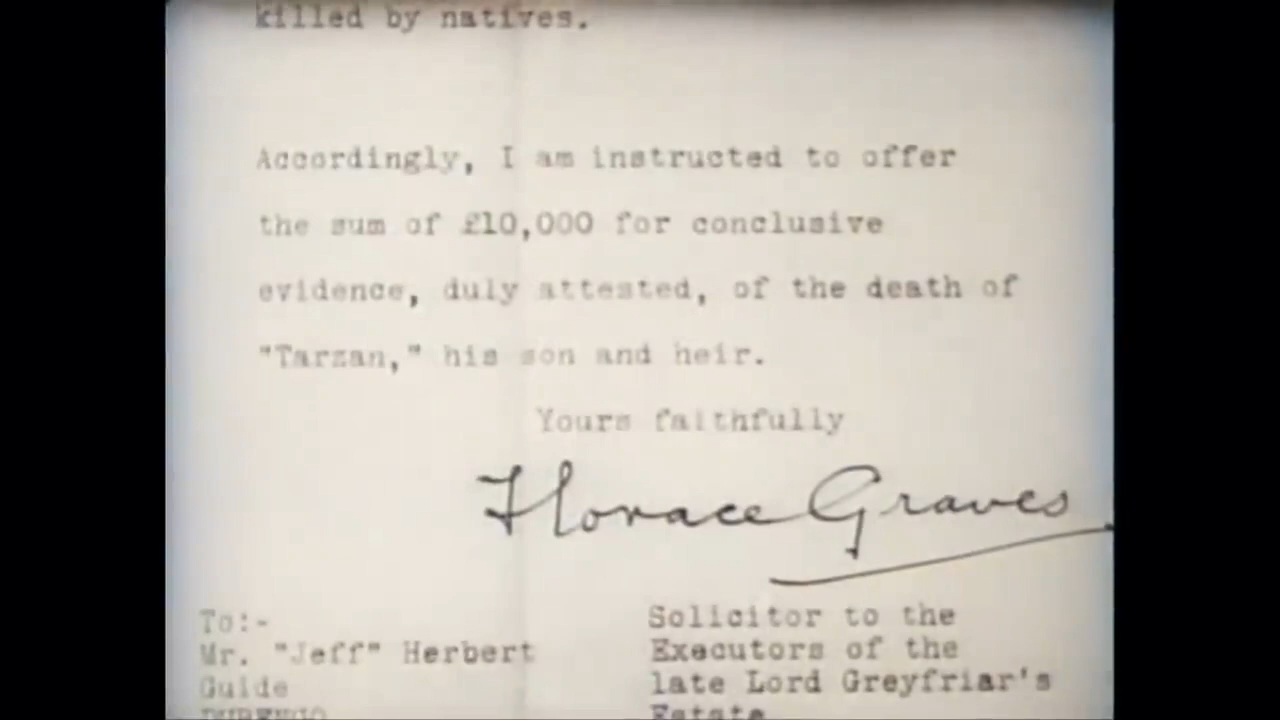 killed by natives.
Accordingly, I am instructed to offer
the sum of £10,000 for conclusive
evidence, duly attested, of the death of
"Tarzan," his son and heir.
Yours faithfully
Horace Graves
To:-
Mr. "Jeff" Herbert
Guide
Solicitor to the
Executors of the
late Lord Greyfriar's
Estate